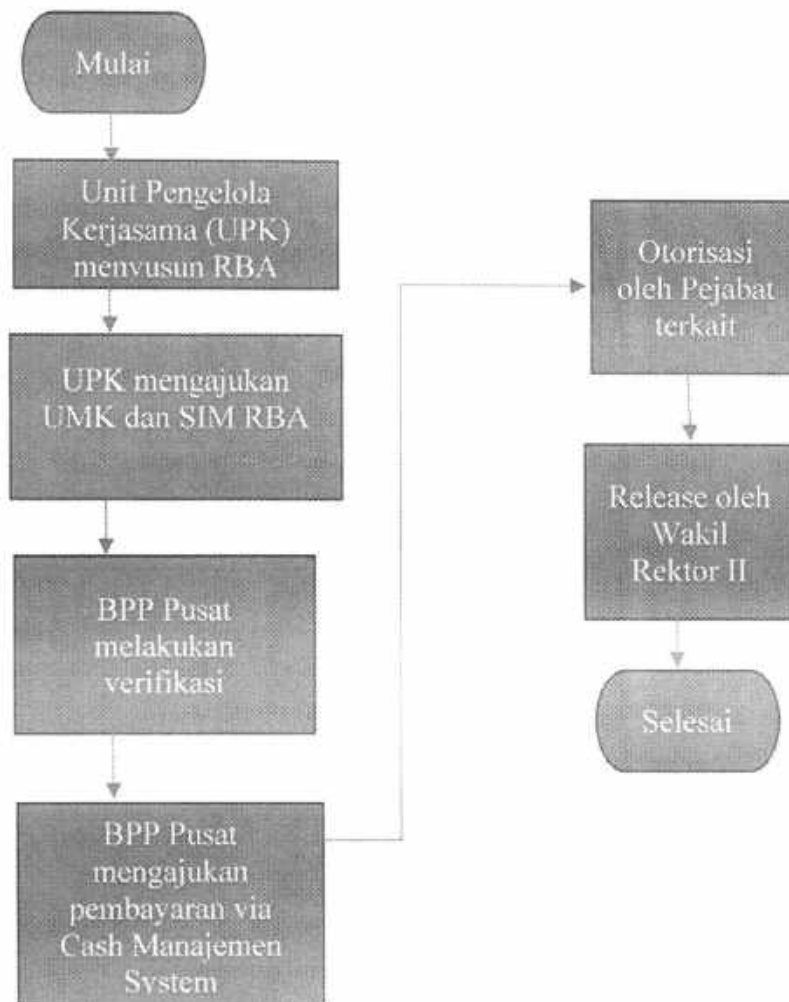 Mulai
Unit Pengelola
Kerjasama (UPK)
menyusun RBA
UPK mengajukan
UMK dan SIM RBA
BPP Pusat
melakukan
verifikasi
BPP Pusat
mengajukan
pembayaran via
Cash Manajemen
System
Otorisasi
oleh Pejabat
terkait
Release oleh
Wakil
Rektor II
Selesai